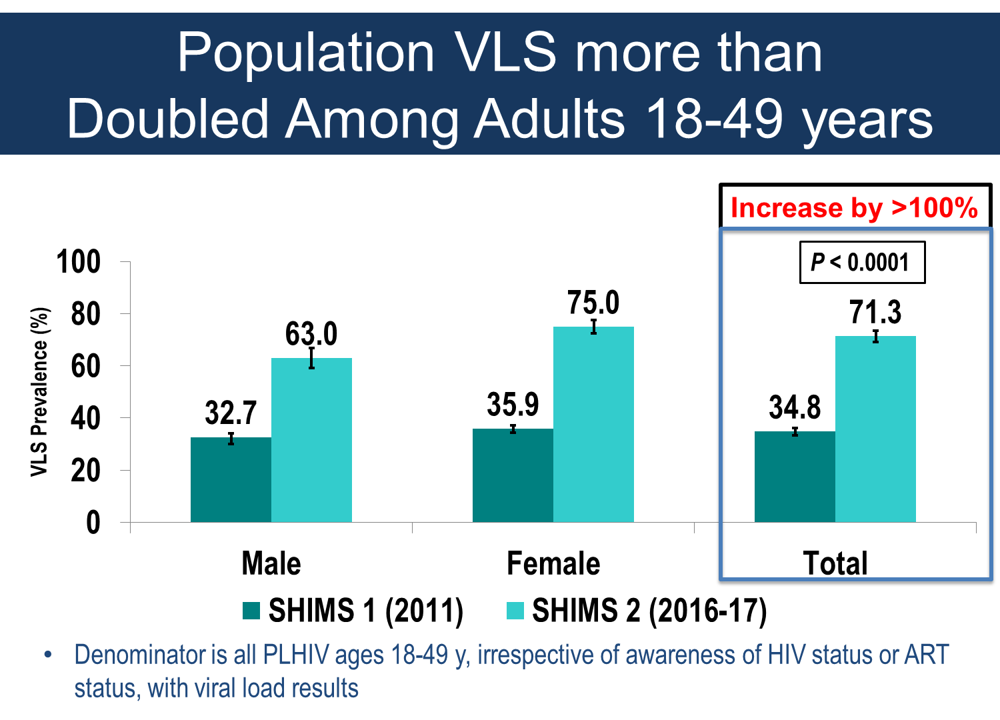 Population VLS more than
Doubled Among Adults 18-49 years
Increase by >100%
P < 0.0001
VLS Prevalence (%)
100
80
60
40
20
0
32.7
63.0
35.9
75.0
34.8
71.3
Male
Female
Total
SHIMS 1 (2011)
SHIMS 2 (2016-17)
• Denominator is all PLHIV ages 18-49 y, irrespective of awareness of HIV status or ART
status, with viral load results